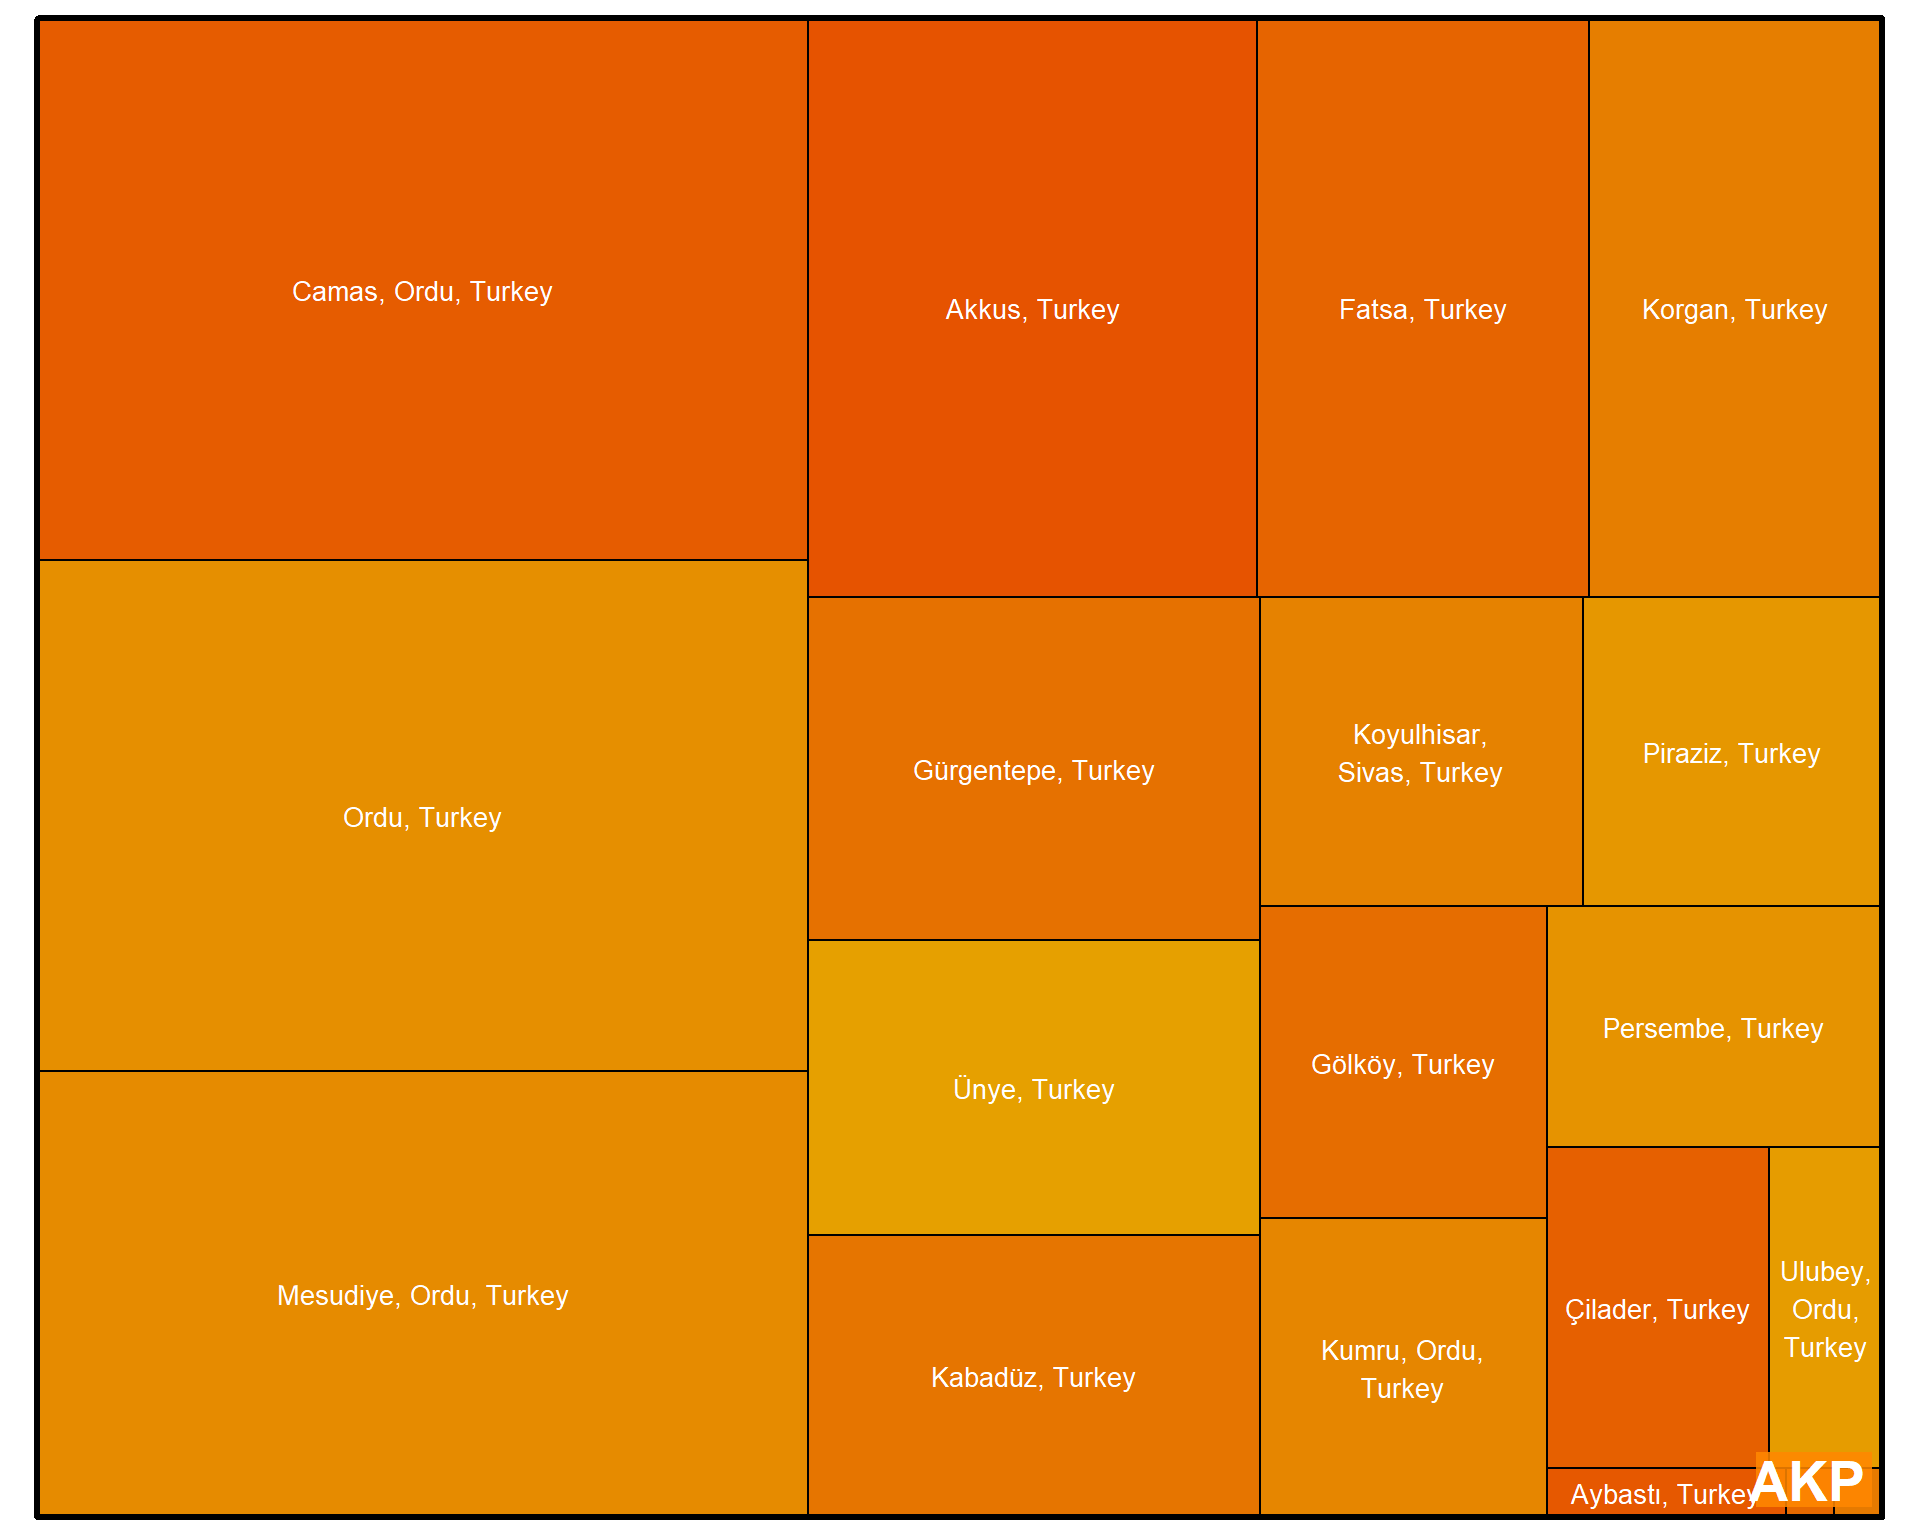 Camas, Ordu, Turkey
Akkus, Turkey
Fatsa, Turkey
Korgan, Turkey
Ordu, Turkey
Gürgentepe, Turkey
Koyulhisar,
Sivas, Turkey
Piraziz, Turkey
Persembe, Turkey
Gölköy, Turkey
Ünye, Turkey
Mesudiye, Ordu, Turkey
Kabadüz, Turkey
Kumru, Ordu,
Turkey
Çilader, Turkey
Ulubey,
Ordu,
Turkey
Aybastı, Turkey
AKP